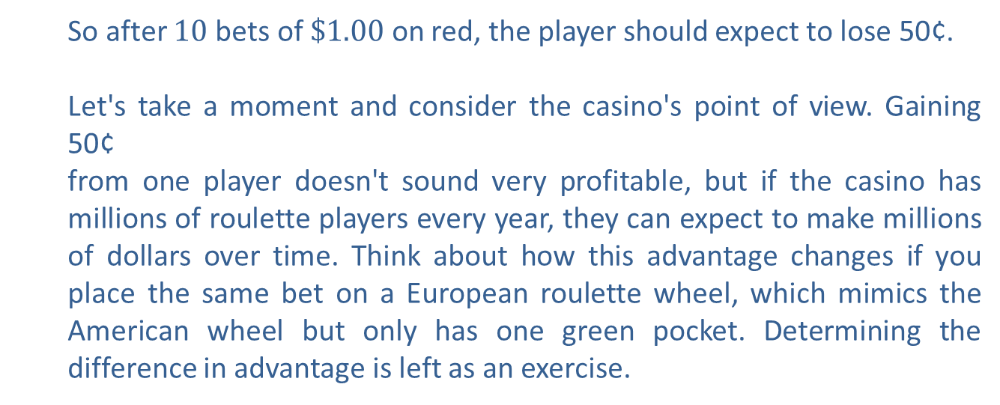 So after 10 bets of $1.00 on red, the player should expect to lose 50¢.
Let's take a moment and consider the casino's point of view. Gaining
50¢
from one player doesn't sound very profitable, but if the casino has
millions of roulette players every year, they can expect to make millions
of dollars over time. Think about how this advantage changes if you
place the same bet on a European roulette wheel, which mimics the
American wheel but only has one green pocket. Determining the
difference in advantage is left as an exercise.